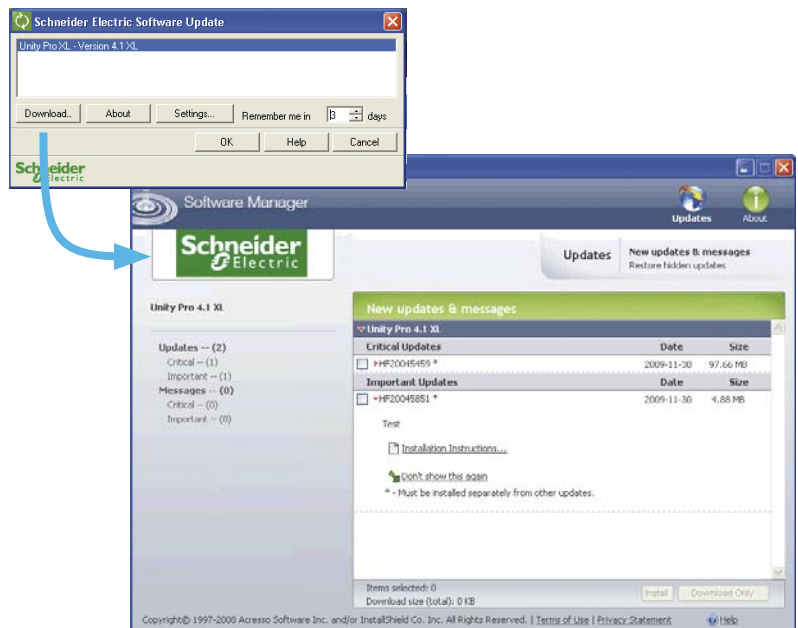 Schneider Electric Software Update
Unity Pro XL - Version 4.1 XL
Download... About Settings... Remember me in 3 days
OK Help Cancel
Schneider
Electric
Software Manager
Updates About
Schneider
Electric
Updates New updates & messages
Restore hidden updates
Unity Pro 4.1 XL
Updates -- (2)
Critical -- (1)
Important -- (1)
Messages -- (0)
Critical -- (0)
Important -- (0)
New updates & messages
Unity Pro 4.1 XL
Critical Updates Date Size
HF20045459 * 2009-11-30 97.66 MB
Important Updates Date Size
HF20045851 * 2009-11-30 4.88 MB
Test
Installation Instructions...
Don't show this again
* - Must be installed separately from other updates.
Items selected: 0
Download size (total): 0 KB
Install Download Only
Copyright© 1997-2000 Acresso Software Inc. and/or InstallShield Co. Inc. All Rights Reserved. | Terms of Use | Privacy Statement Help